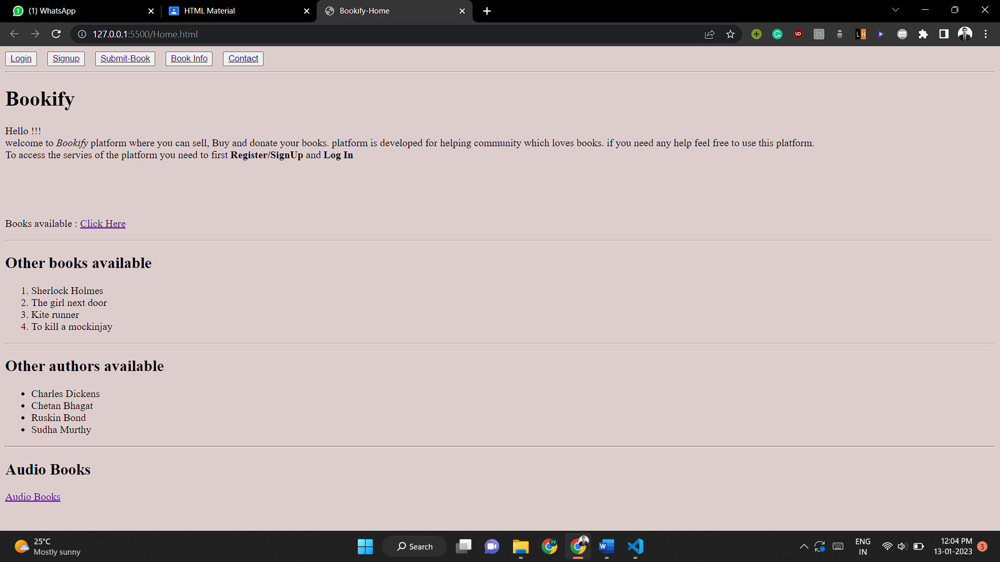 (1) WhatsApp
HTML Material
Bookify-Home
127.0.0.1:5500/Home.html
Login Signup Submit-Book Book Info Contact
Bookify
Hello !!!
welcome to Bookify platform where you can sell, Buy and donate your books. platform is developed for helping community which loves books. if you need any help feel free to use this platform.
To access the servies of the platform you need to first Register/SignUp and Log In
Books available : Click Here
Other books available
1. Sherlock Holmes
2. The girl next door
3. Kite runner
4. To kill a mockinjay
Other authors available
• Charles Dickens
• Chetan Bhagat
• Ruskin Bond
• Sudha Murthy
Audio Books
Audio Books
25°C
Mostly sunny
Search
TY
ENG
IN
12:04 PM
13-01-2023
3